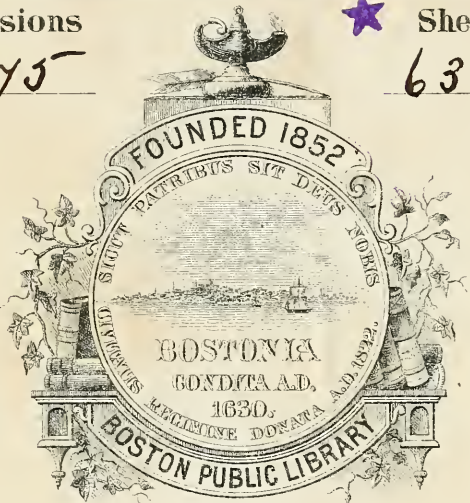 sions
75
She
63
FOUNDED 1852
SICUT PATRIBUS SIT DEUS NOBIS
BOSTONIA
CONDITA A.D.
1630.
CIVITATIS REGIMINE DONATA A.D. 1822.
BOSTON PUBLIC LIBRARY